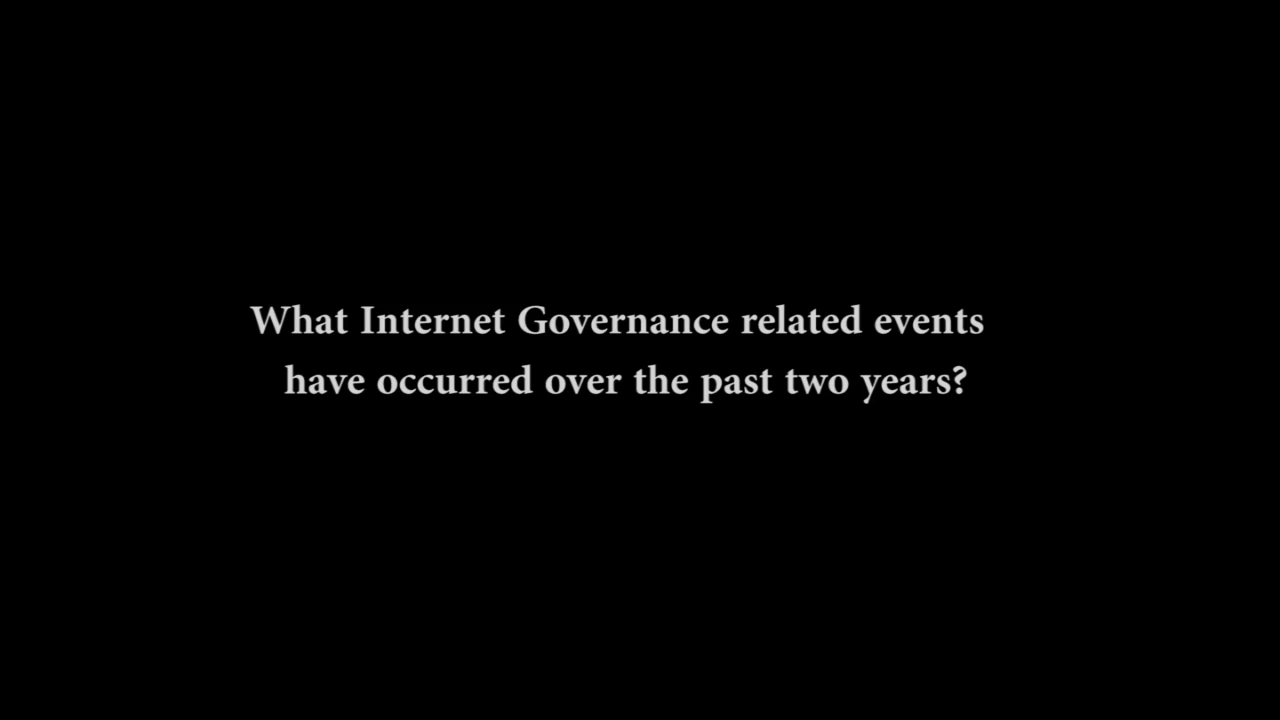 What Internet Governance related events
have occurred over the past two years?